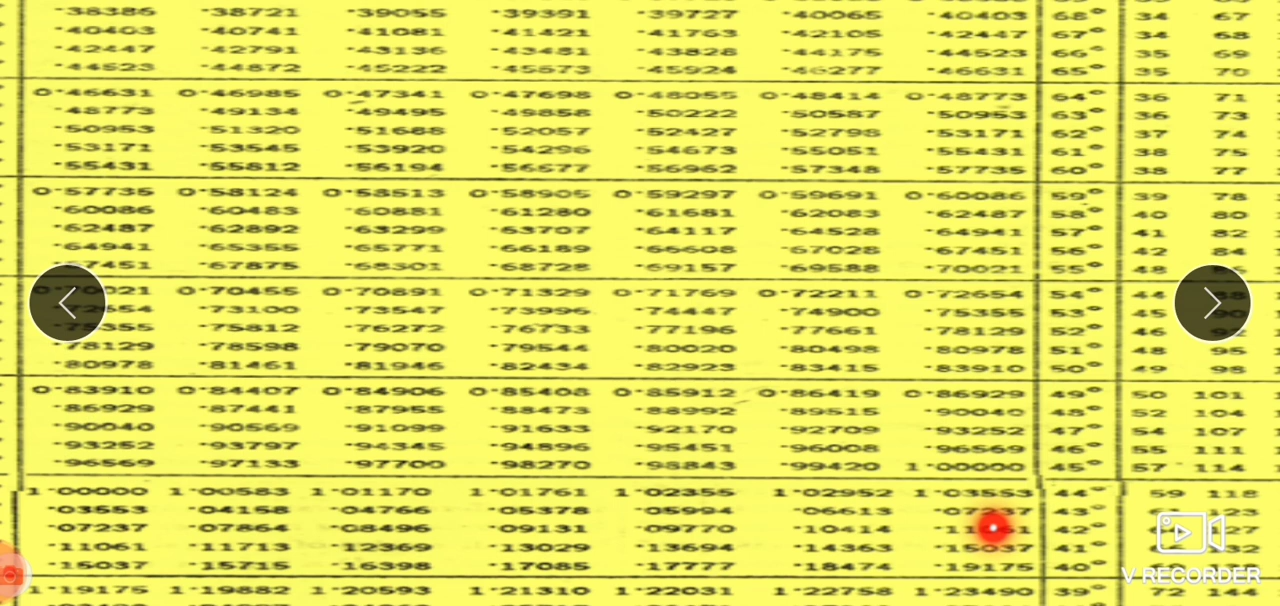 ·38386 ·38721 ·39055 ·39391 ·39727 ·40065 ·40403 68° 34 67
·40403 ·40741 ·41081 ·41421 ·41763 ·42105 ·42447 67° 34 68
·42447 ·42791 ·43136 ·43481 ·43828 ·44175 ·44523 66° 35 69
·44523 ·44872 ·45222 ·45573 ·45924 ·46277 ·46631 65° 35 70
0·46631 0·46985 0·47341 0·47698 0·48055 0·48414 0·48773 64° 36 71
·48773 ·49134 ·49495 ·49858 ·50222 ·50587 ·50953 63° 36 73
·50953 ·51320 ·51688 ·52057 ·52427 ·52798 ·53171 62° 37 74
·53171 ·53545 ·53920 ·54296 ·54673 ·55051 ·55431 61° 38 75
·55431 ·55812 ·56194 ·56577 ·56962 ·57348 ·57735 60° 38 77
0·57735 0·58124 0·58513 0·58905 0·59297 0·59691 0·60086 59° 39 78
·60086 ·60483 ·60881 ·61280 ·61681 ·62083 ·62487 58° 40 80
·62487 ·62892 ·63299 ·63707 ·64117 ·64528 ·64941 57° 41 82
·64941 ·65355 ·65771 ·66189 ·66608 ·67028 ·67451 56° 42 84
·67875 ·68301 ·68728 ·69157 ·69588 ·70021 55° 43
0·70455 0·70891 0·71329 0·71769 0·72211 0·72654 54° 44
·73100 ·73547 ·73996 ·74447 ·74900 ·75355 53° 45
·75812 ·76272 ·76733 ·77196 ·77661 ·78129 52° 46
·78129 ·78598 ·79070 ·79544 ·80020 ·80498 ·80978 51° 48 95
·80978 ·81461 ·81946 ·82434 ·82923 ·83415 ·83910 50° 49 98
0·83910 0·84407 0·84906 0·85408 0·85912 0·86419 0·86929 49° 50 101
·86929 ·87441 ·87955 ·88473 ·88992 ·89515 ·90040 48° 52 104
·90040 ·90569 ·91099 ·91633 ·92170 ·92709 ·93252 47° 54 107
·93252 ·93797 ·94345 ·94896 ·95451 ·96008 ·96569 46° 55 111
·96569 ·97133 ·97700 ·98270 ·98843 ·99420 1·00000 45° 57 114
1·00000 1·00583 1·01170 1·01761 1·02355 1·02952 1·03553 44° 59 118
·03553 ·04158 ·04766 ·05378 ·05994 ·06613 43°
·07237 ·07864 ·08496 ·09131 ·09770 ·10414 42°
·11061 ·11713 ·12369 ·13029 ·13694 ·14363 ·15037 41°
·15037 ·15715 ·16398 ·17085 ·17777 ·18474 ·19175 40°
V RECORDER
1·19175 1·19882 1·20593 1·21310 1·22031 1·22758 1·23490 39° 72 144